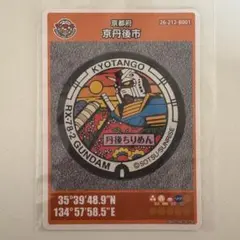 京都府
京丹後市
26-212-B001
KYOTANGO
RX-78-2 GUNDAM
©SOTSU・SUNRISE
丹後ちりめん
35°39'48.9"N
134°57'58.5"E